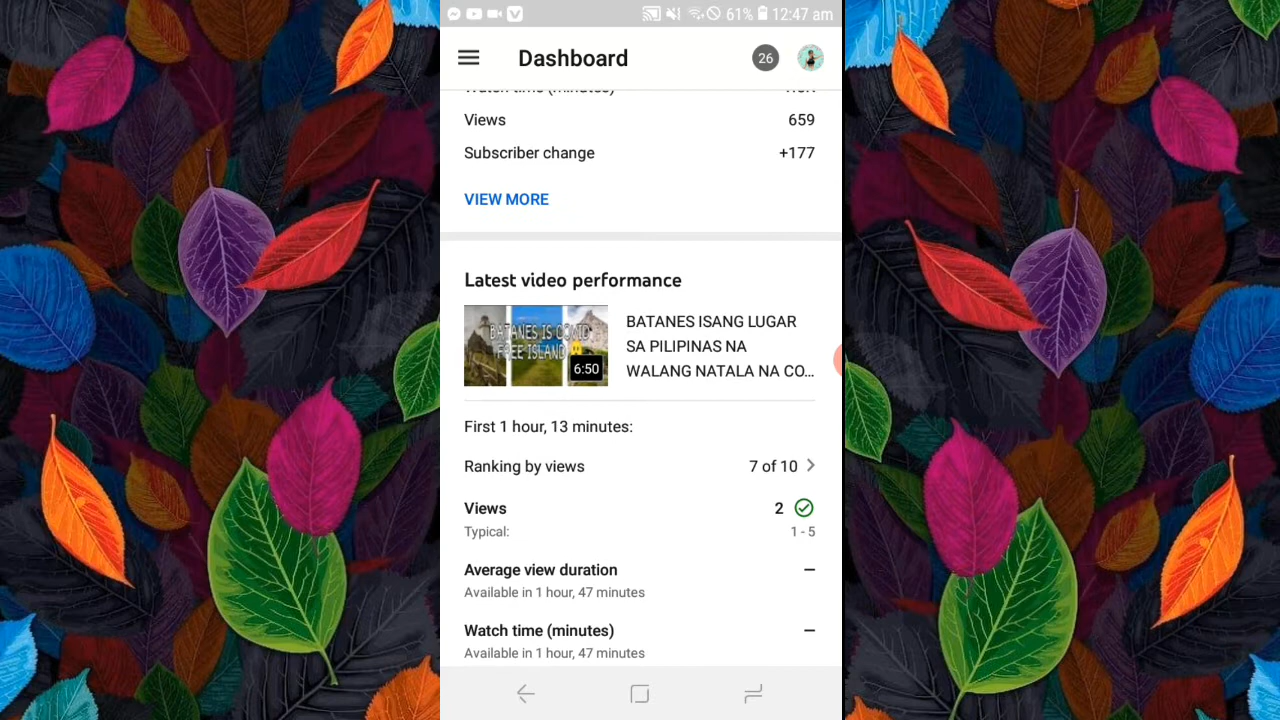 61% 12:47 am
Dashboard 26
Watch time (minutes)
Views 659
Subscriber change +177
VIEW MORE
Latest video performance
BATANES IS COVID
FREE ISLAND
6:50
BATANES ISANG LUGAR
SA PILIPINAS NA
WALANG NATALA NA CO...
First 1 hour, 13 minutes:
Ranking by views 7 of 10
Views 2
Typical: 1 - 5
Average view duration –
Available in 1 hour, 47 minutes
Watch time (minutes) –
Available in 1 hour, 47 minutes